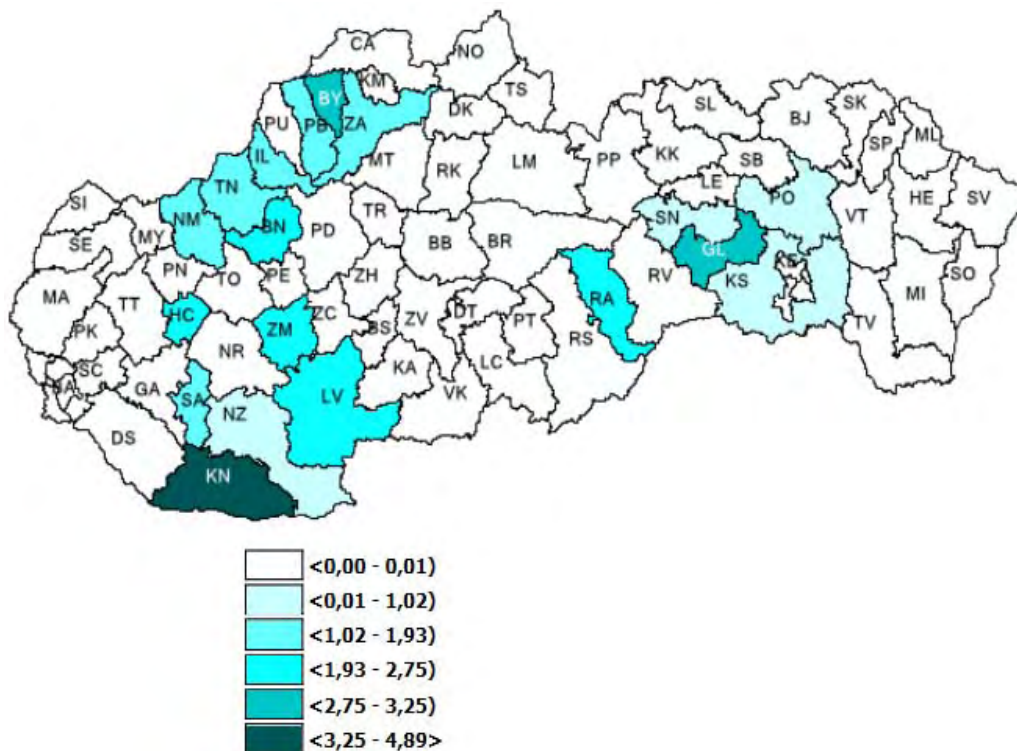 CA
NO
KM
BY
TS
SL
SK
PU
PB
ZA
DK
BJ
ML
SP
IL
MT
RK
LM
PP
KK
SB
TN
LE
SI
NM
TR
SN
PO
VT
HE
SV
SE
MY
BN
PD
BB
BR
GL
PN
TO
PE
ZH
RV
KS
SO
MA
TT
HC
RA
MI
PK
ZM
ZC
BS
ZV
DT
PT
RS
TV
NR
SC
KA
LC
GA
SA
NZ
LV
VK
DS
KN
<0,00 - 0,01)
<0,01 - 1,02)
<1,02 - 1,93)
<1,93 - 2,75)
<2,75 - 3,25)
<3,25 - 4,89>